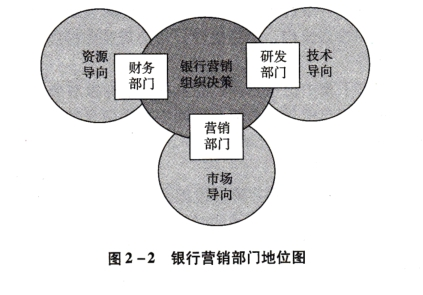 资源
导向
财务
部门
银行营销
组织决策
研发
部门
技术
导向
营销
部门
市场
导向
图2-2 银行营销部门地位图